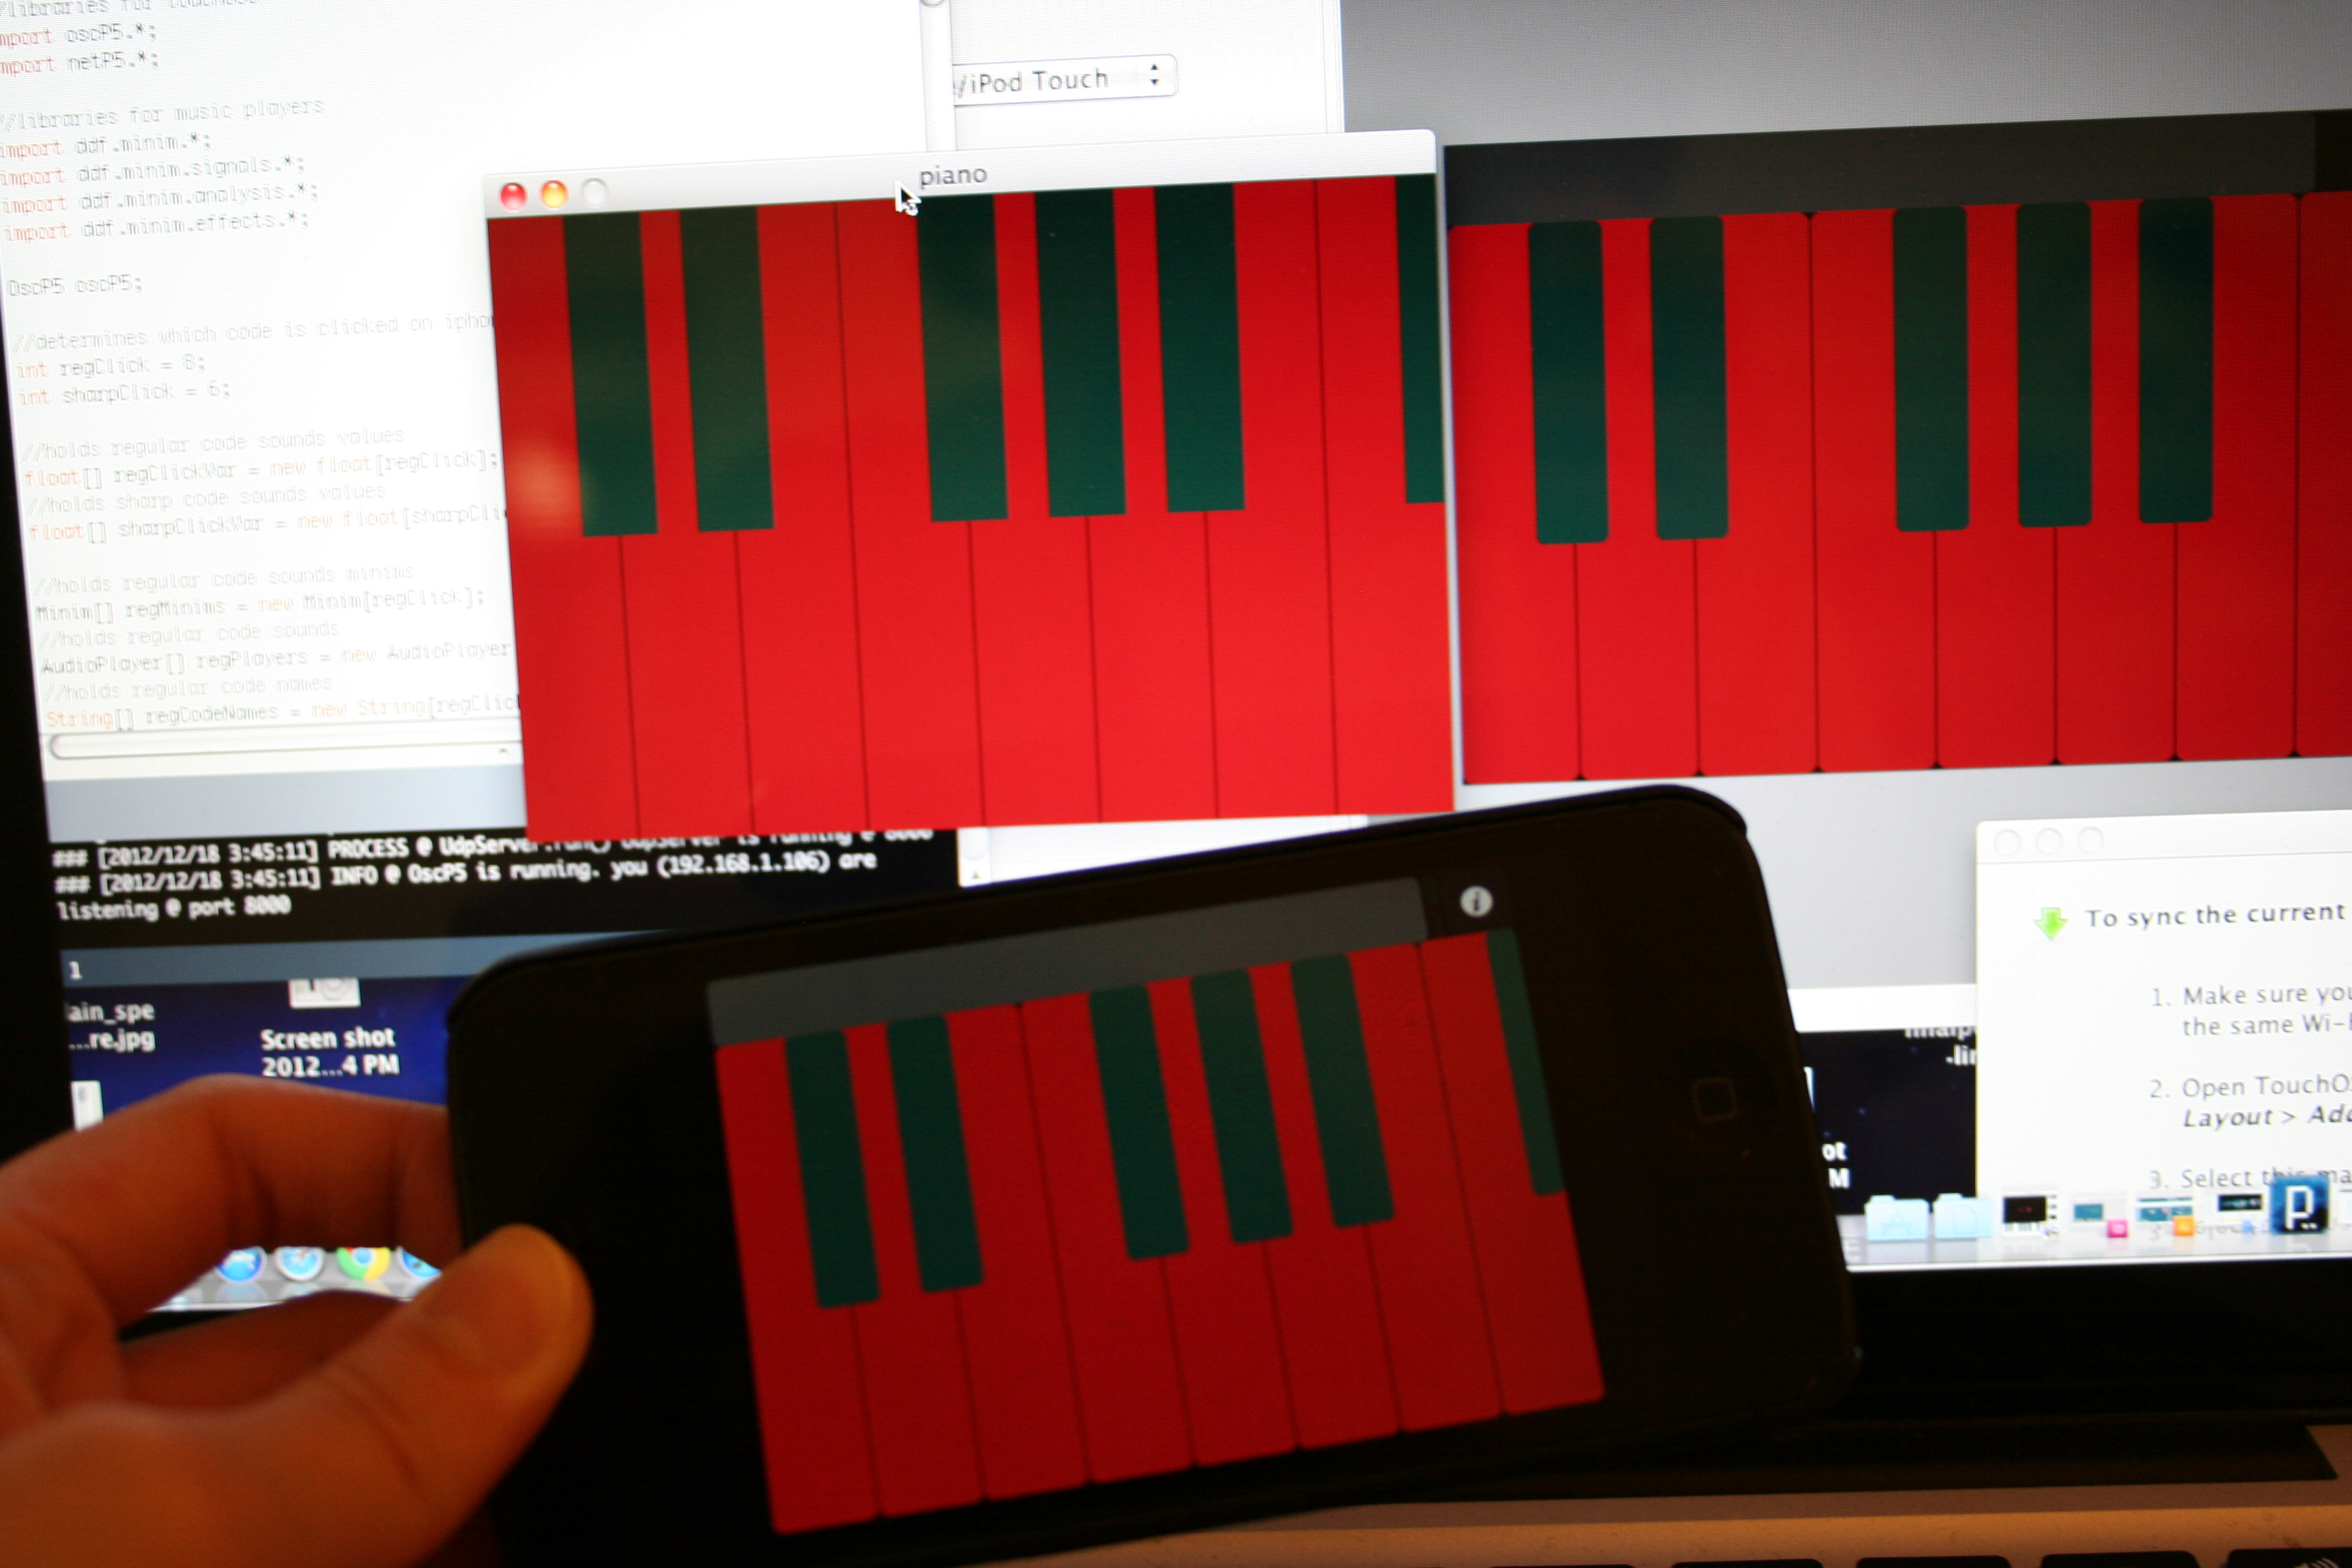 //libraries for
import oscP5.*;
import netP5.*;
//libraries for music players
import ddf.minim.*;
import ddf.minim.signals.*;
import ddf.minim.analysis.*;
import ddf.minim.effects.*;
OscP5 oscP5;
//determines which code is clicked on ipho
int regClick = 8;
int sharpClick = 6;
//holds regular code sounds values
float[] regClickVar = new float[regClick];
//holds sharp code sounds values
float[] sharpClickVar = new float[sharpCli
//holds regular code sounds minims
Minim[] regMinims = new Minim[regClick];
//holds regular code sounds
AudioPlayer[] regPlayers = new AudioPlayer
//holds regular code names
String[] regCodeNames = new String[regClic
/iPod Touch
piano
### [2012/12/18 3:45:11] PROCESS @ UdpServer.run() UdpServer is running @ 8000
### [2012/12/18 3:45:11] INFO @ OscP5 is running. you (192.168.1.106) are
listening @ port 8000
1
ain_spe
...re.jpg
Screen shot
2012...4 PM
i
To sync the current
1. Make sure you
the same Wi-F
2. Open TouchO
Layout > Add
3. Select this ma
-lin
ot
M
P